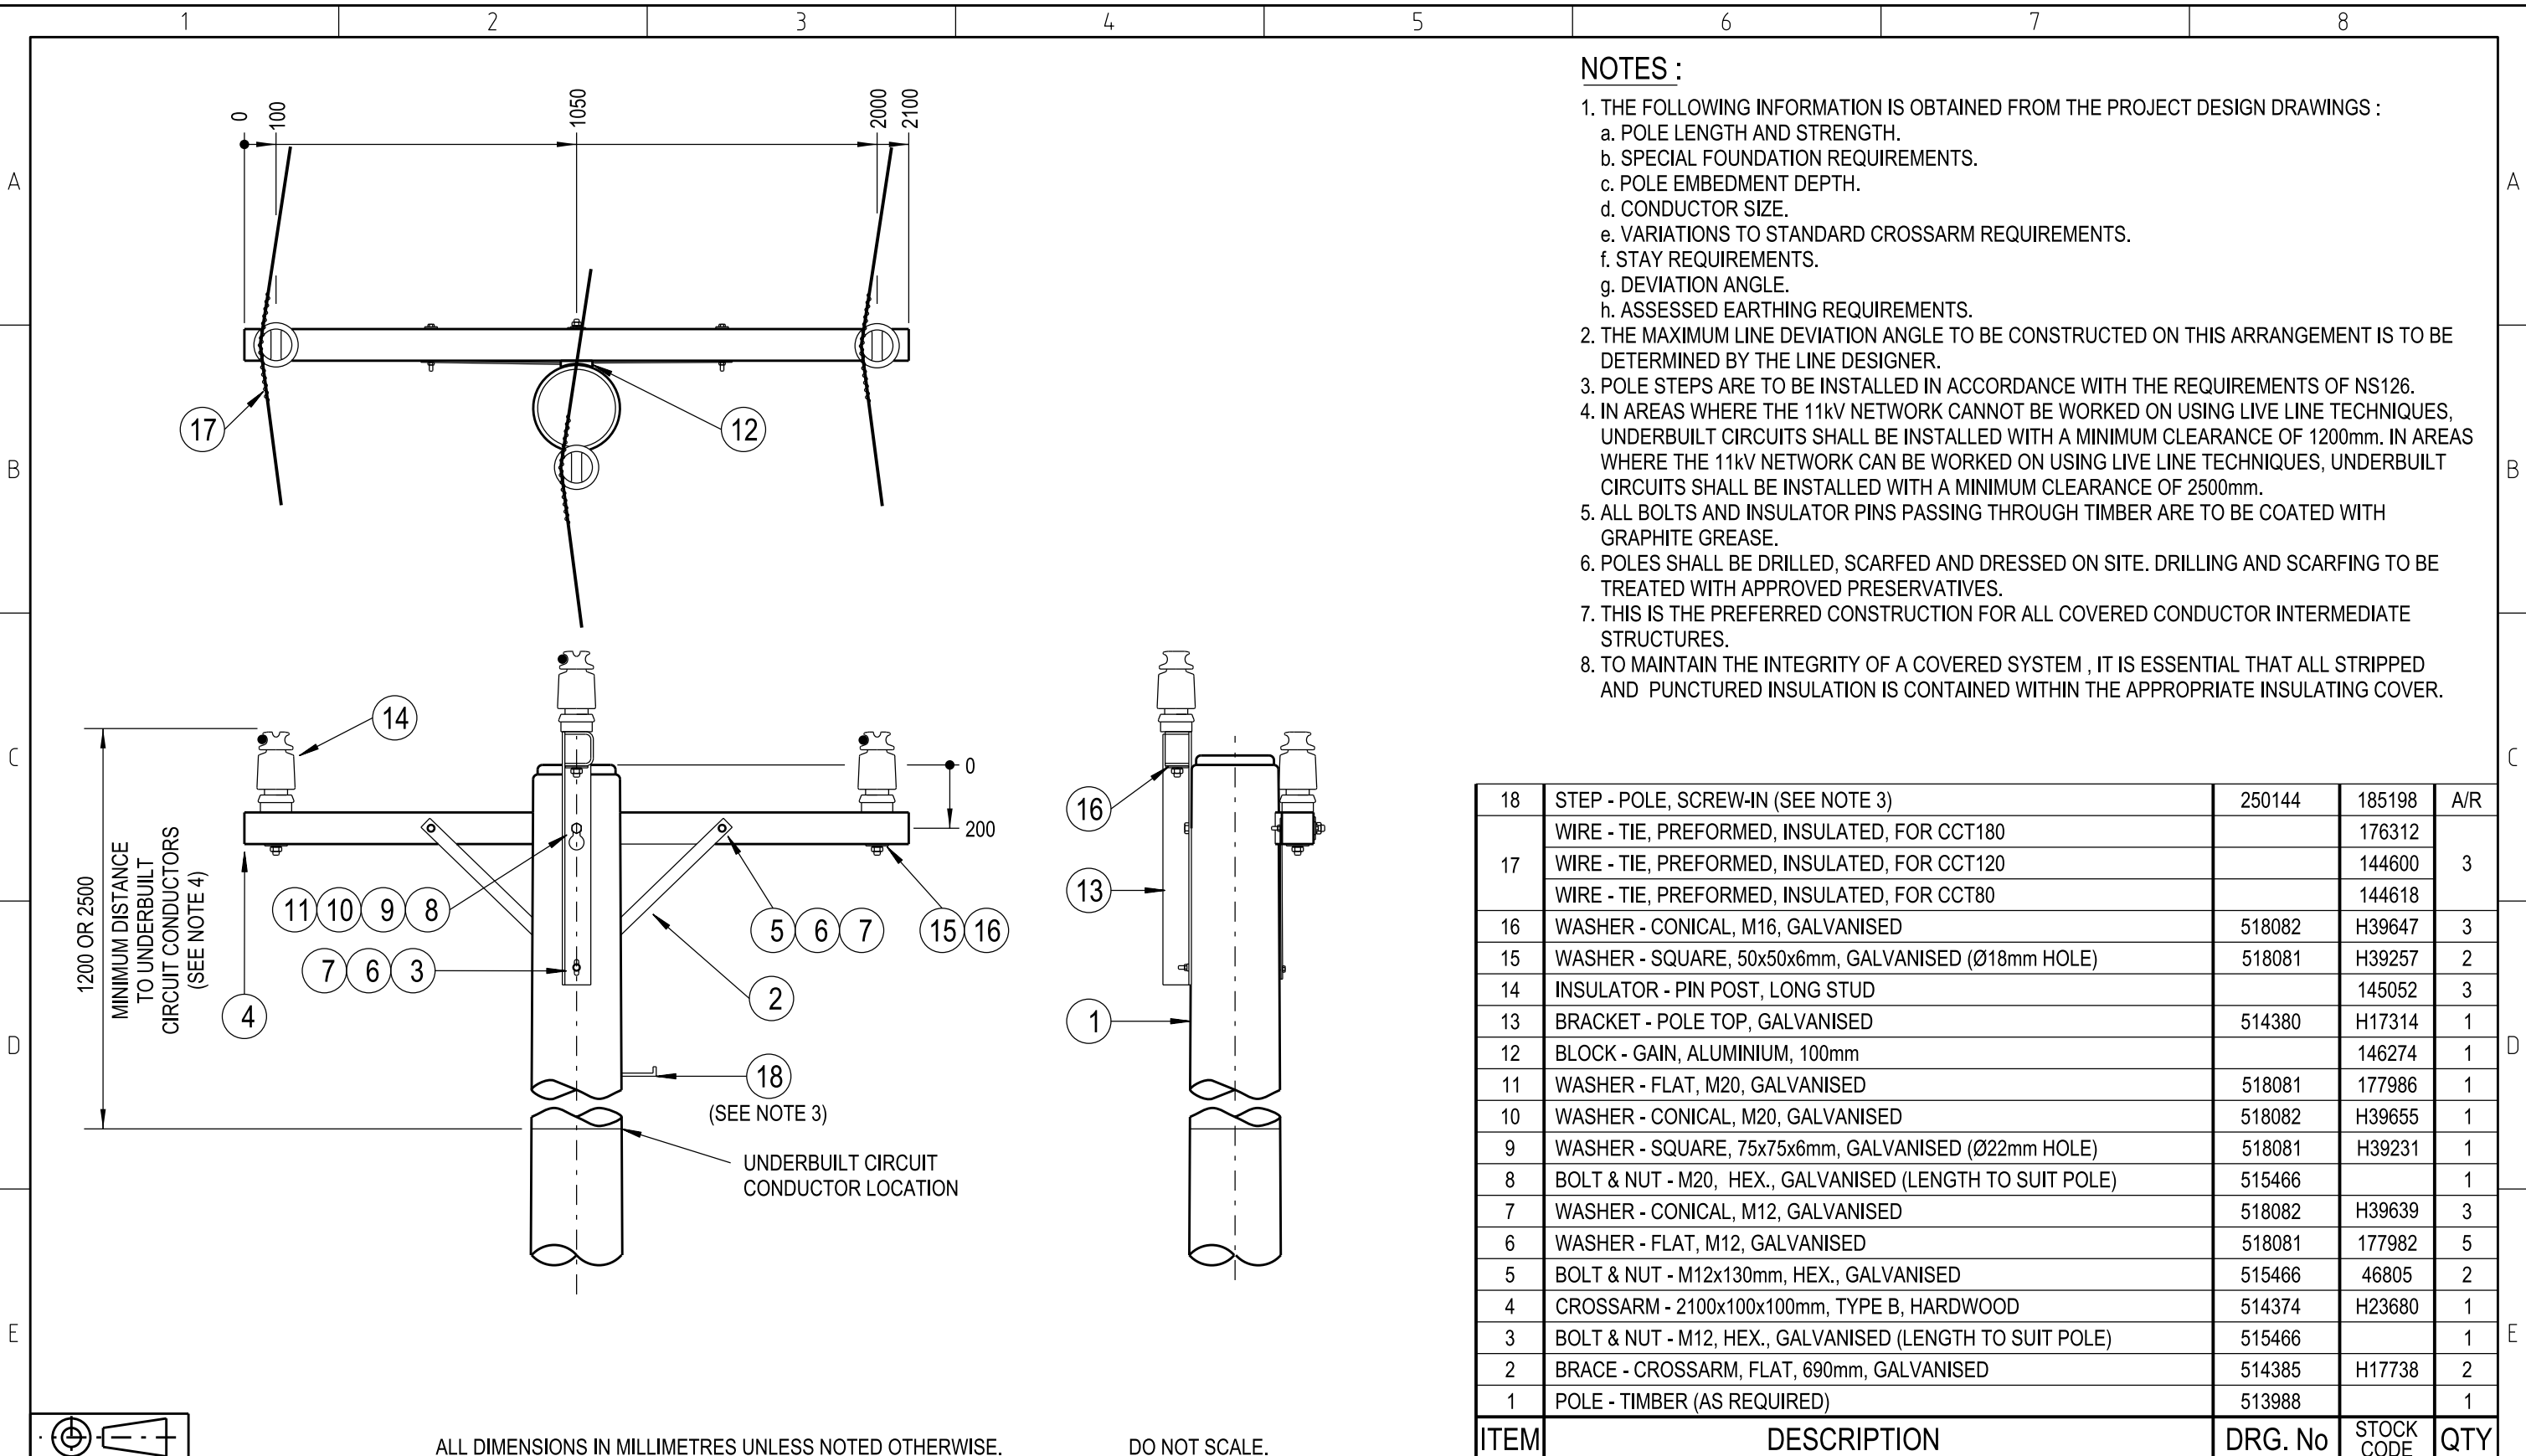 1 2 3 4 5 6 7 8
A
B
C
D
E
A
B
C
D
E
0
100
1050
2000
2100
17
12
14
0
200
1200 OR 2500
MINIMUM DISTANCE
TO UNDERBUILT
CIRCUIT CONDUCTORS
(SEE NOTE 4)
11 10 9 8
5 6 7
15 16
7 6 3
2
4
18
(SEE NOTE 3)
UNDERBUILT CIRCUIT
CONDUCTOR LOCATION
16
13
1
ALL DIMENSIONS IN MILLIMETRES UNLESS NOTED OTHERWISE.
DO NOT SCALE.
NOTES :
1. THE FOLLOWING INFORMATION IS OBTAINED FROM THE PROJECT DESIGN DRAWINGS :
a. POLE LENGTH AND STRENGTH.
b. SPECIAL FOUNDATION REQUIREMENTS.
c. POLE EMBEDMENT DEPTH.
d. CONDUCTOR SIZE.
e. VARIATIONS TO STANDARD CROSSARM REQUIREMENTS.
f. STAY REQUIREMENTS.
g. DEVIATION ANGLE.
h. ASSESSED EARTHING REQUIREMENTS.
2. THE MAXIMUM LINE DEVIATION ANGLE TO BE CONSTRUCTED ON THIS ARRANGEMENT IS TO BE
DETERMINED BY THE LINE DESIGNER.
3. POLE STEPS ARE TO BE INSTALLED IN ACCORDANCE WITH THE REQUIREMENTS OF NS126.
4. IN AREAS WHERE THE 11kV NETWORK CANNOT BE WORKED ON USING LIVE LINE TECHNIQUES,
UNDERBUILT CIRCUITS SHALL BE INSTALLED WITH A MINIMUM CLEARANCE OF 1200mm. IN AREAS
WHERE THE 11kV NETWORK CAN BE WORKED ON USING LIVE LINE TECHNIQUES, UNDERBUILT
CIRCUITS SHALL BE INSTALLED WITH A MINIMUM CLEARANCE OF 2500mm.
5. ALL BOLTS AND INSULATOR PINS PASSING THROUGH TIMBER ARE TO BE COATED WITH
GRAPHITE GREASE.
6. POLES SHALL BE DRILLED, SCARFED AND DRESSED ON SITE. DRILLING AND SCARFING TO BE
TREATED WITH APPROVED PRESERVATIVES.
7. THIS IS THE PREFERRED CONSTRUCTION FOR ALL COVERED CONDUCTOR INTERMEDIATE
STRUCTURES.
8. TO MAINTAIN THE INTEGRITY OF A COVERED SYSTEM , IT IS ESSENTIAL THAT ALL STRIPPED
AND PUNCTURED INSULATION IS CONTAINED WITHIN THE APPROPRIATE INSULATING COVER.
18 STEP - POLE, SCREW-IN (SEE NOTE 3) 250144 185198 A/R
WIRE - TIE, PREFORMED, INSULATED, FOR CCT180 176312
17 WIRE - TIE, PREFORMED, INSULATED, FOR CCT120 144600 3
WIRE - TIE, PREFORMED, INSULATED, FOR CCT80 144618
16 WASHER - CONICAL, M16, GALVANISED 518082 H39647 3
15 WASHER - SQUARE, 50x50x6mm, GALVANISED (Ø18mm HOLE) 518081 H39257 2
14 INSULATOR - PIN POST, LONG STUD 145052 3
13 BRACKET - POLE TOP, GALVANISED 514380 H17314 1
12 BLOCK - GAIN, ALUMINIUM, 100mm 146274 1
11 WASHER - FLAT, M20, GALVANISED 518081 177986 1
10 WASHER - CONICAL, M20, GALVANISED 518082 H39655 1
9 WASHER - SQUARE, 75x75x6mm, GALVANISED (Ø22mm HOLE) 518081 H39231 1
8 BOLT & NUT - M20, HEX., GALVANISED (LENGTH TO SUIT POLE) 515466 1
7 WASHER - CONICAL, M12, GALVANISED 518082 H39639 3
6 WASHER - FLAT, M12, GALVANISED 518081 177982 5
5 BOLT & NUT - M12x130mm, HEX., GALVANISED 515466 46805 2
4 CROSSARM - 2100x100x100mm, TYPE B, HARDWOOD 514374 H23680 1
3 BOLT & NUT - M12, HEX., GALVANISED (LENGTH TO SUIT POLE) 515466 1
2 BRACE - CROSSARM, FLAT, 690mm, GALVANISED 514385 H17738 2
1 POLE - TIMBER (AS REQUIRED) 513988 1
ITEM DESCRIPTION DRG. No STOCK CODE QTY